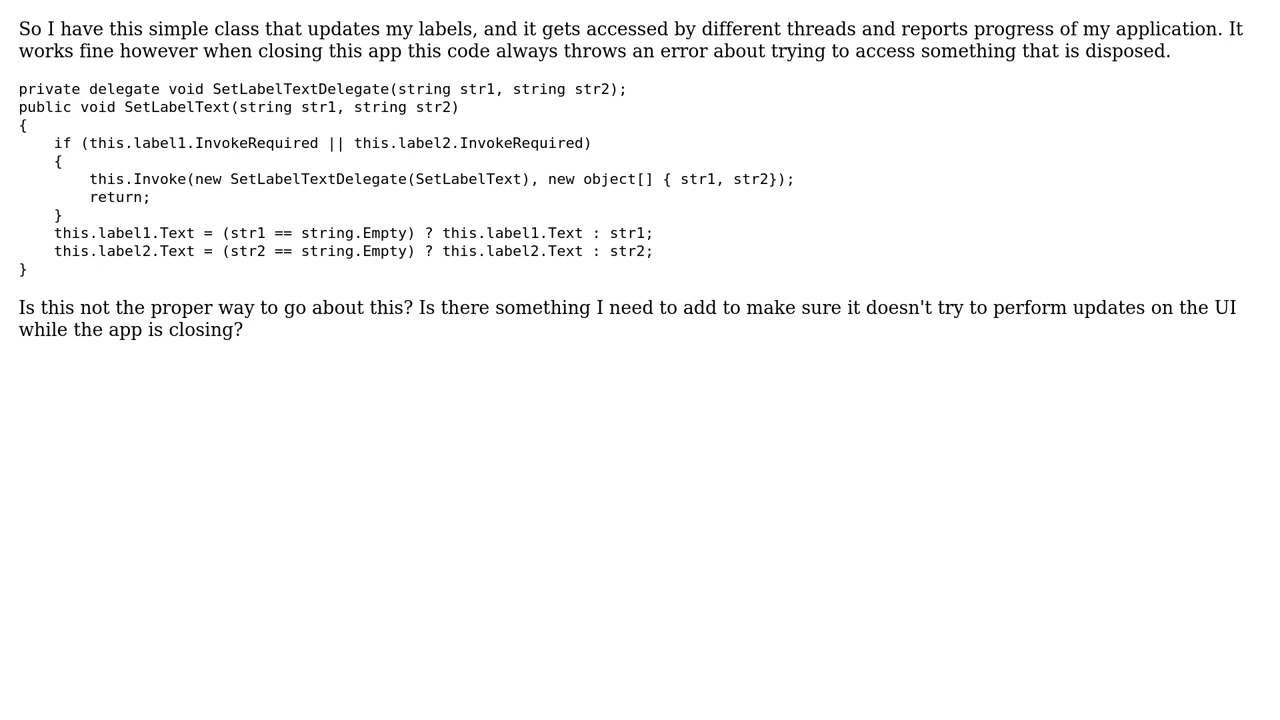 So I have this simple class that updates my labels, and it gets accessed by different threads and reports progress of my application. It
works fine however when closing this app this code always throws an error about trying to access something that is disposed.
private delegate void SetLabelTextDelegate(string str1, string str2);
public void SetLabelText(string str1, string str2)
{
    if (this.label1.InvokeRequired || this.label2.InvokeRequired)
    {
        this.Invoke(new SetLabelTextDelegate(SetLabelText), new object[] { str1, str2});
        return;
    }
    this.label1.Text = (str1 == string.Empty) ? this.label1.Text : str1;
    this.label2.Text = (str2 == string.Empty) ? this.label2.Text : str2;
}
Is this not the proper way to go about this? Is there something I need to add to make sure it doesn't try to perform updates on the UI
while the app is closing?